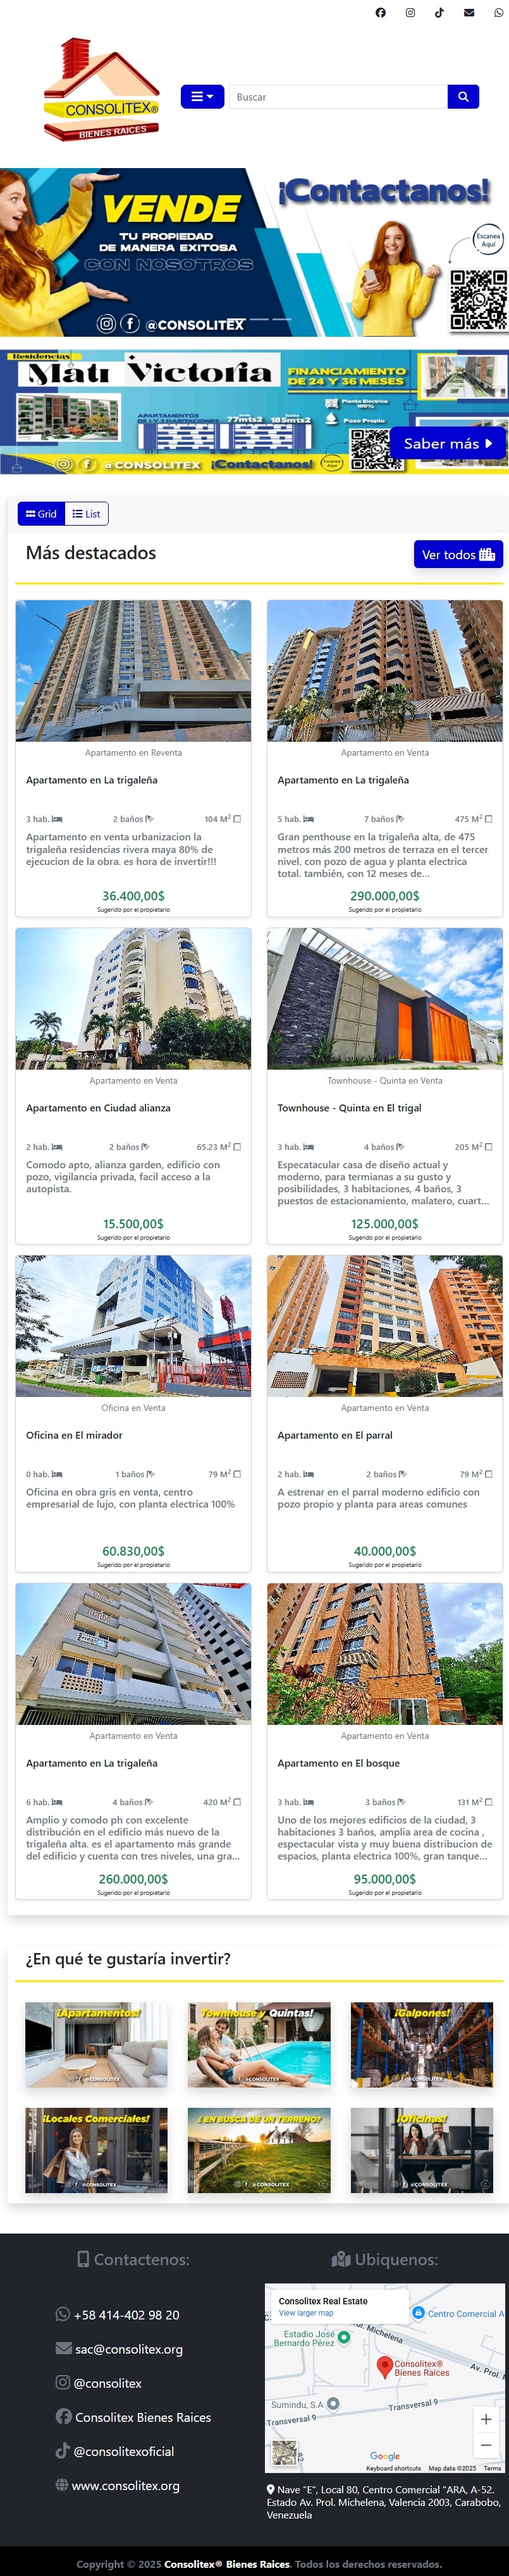 CONSOLITEX®
BIENES RAICES
Buscar
VENDE
TU PROPIEDAD
DE MANERA EXITOSA
CON NOSOTROS
@CONSOLITEX
¡Contactanos!
Escanea
Aquí
Residencias
Victoria
FINANCIAMIENTO
DE 24 Y 36 MESES
Planta Electrica
100%
APARTAMENTOS
77mts2
185mts2
Pozo Propio
@CONSOLITEX
¡Contactanos!
Saber más
Grid
List
Más destacados
Ver todos
Apartamento en Reventa
Apartamento en La trigaleña
3 hab.
2 baños
104 M²
Apartamento en venta urbanizacion la
trigaleña residencias rivera maya 80% de
ejecucion de la obra. es hora de invertir!!!
36.400,00$
Sugerido por el propietario
Apartamento en Venta
Apartamento en La trigaleña
5 hab.
7 baños
475 M²
Gran penthouse en la trigaleña alta, de 475
metros más 200 metros de terraza en el tercer
nivel. con pozo de agua y planta electrica
total. también, con 12 meses de...
290.000,00$
Sugerido por el propietario
Apartamento en Venta
Apartamento en Ciudad alianza
2 hab.
2 baños
65.23 M²
Comodo apto, alianza garden, edificio con
pozo, vigilancia privada, facil acceso a la
autopista.
15.500,00$
Sugerido por el propietario
Townhouse - Quinta en Venta
Townhouse - Quinta en El trigal
3 hab.
4 baños
205 M²
Especatacular casa de diseño actual y
moderno, para termianas a su gusto y
posibilidades, 3 habitaciones, 4 baños, 3
puestos de estacionamiento, malatero, cuart...
125.000,00$
Sugerido por el propietario
Oficina en Venta
Oficina en El mirador
0 hab.
1 baños
79 M²
Oficina en obra gris en venta, centro
empresarial de lujo, con planta electrica 100%
60.830,00$
Sugerido por el propietario
Apartamento en Venta
Apartamento en El parral
2 hab.
2 baños
79 M²
A estrenar en el parral moderno edificio con
pozo propio y planta para areas comunes
40.000,00$
Sugerido por el propietario
Apartamento en Venta
Apartamento en La trigaleña
6 hab.
4 baños
420 M²
Amplio y comodo ph con excelente
distribución en el edificio más nuevo de la
trigaleña alta. es el apartamento más grande
del edificio y cuenta con tres niveles, una gra...
260.000,00$
Sugerido por el propietario
Apartamento en Venta
Apartamento en El bosque
3 hab.
3 baños
131 M²
Uno de los mejores edificios de la ciudad, 3
habitaciones 3 baños, amplia area de cocina ,
espectacular vista y muy buena distribucion de
espacios, planta electrica 100%, gran tanque...
95.000,00$
Sugerido por el propietario
¿En qué te gustaría invertir?
¡Apartamentos!
@CONSOLITEX
Townhouse y Quintas!
@CONSOLITEX
¡Galpones!
@CONSOLITEX
¡Locales Comerciales!
@CONSOLITEX
¿ EN BUSCA DE UN TERRENO?
@CONSOLITEX
¡Oficinas!
@CONSOLITEX
Contactenos:
+58 414-402 98 20
sac@consolitex.org
@consolitex
Consolitex Bienes Raices
@consolitexoficial
www.consolitex.org
Ubiquenos:
Consolitex Real Estate
View larger map
Centro Comercial A
Estadio José
Bernardo Pérez
Michelena
Consolitex®
Bienes Raíces
Av. Pro
Sumindu, S.A
Transversal 9
Transversal 9
Google
Keyboard shortcuts
Map data ©2025
Terms
Nave "E", Local 80, Centro Comercial "ARA, A-52.
Estado Av. Prol. Michelena, Valencia 2003, Carabobo,
Venezuela
Copyright © 2025 Consolitex® Bienes Raices. Todos los derechos reservados.